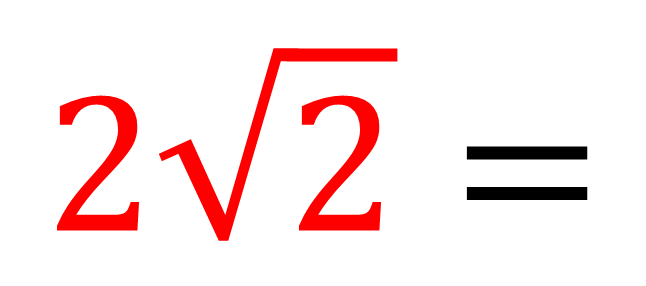 2√2 =